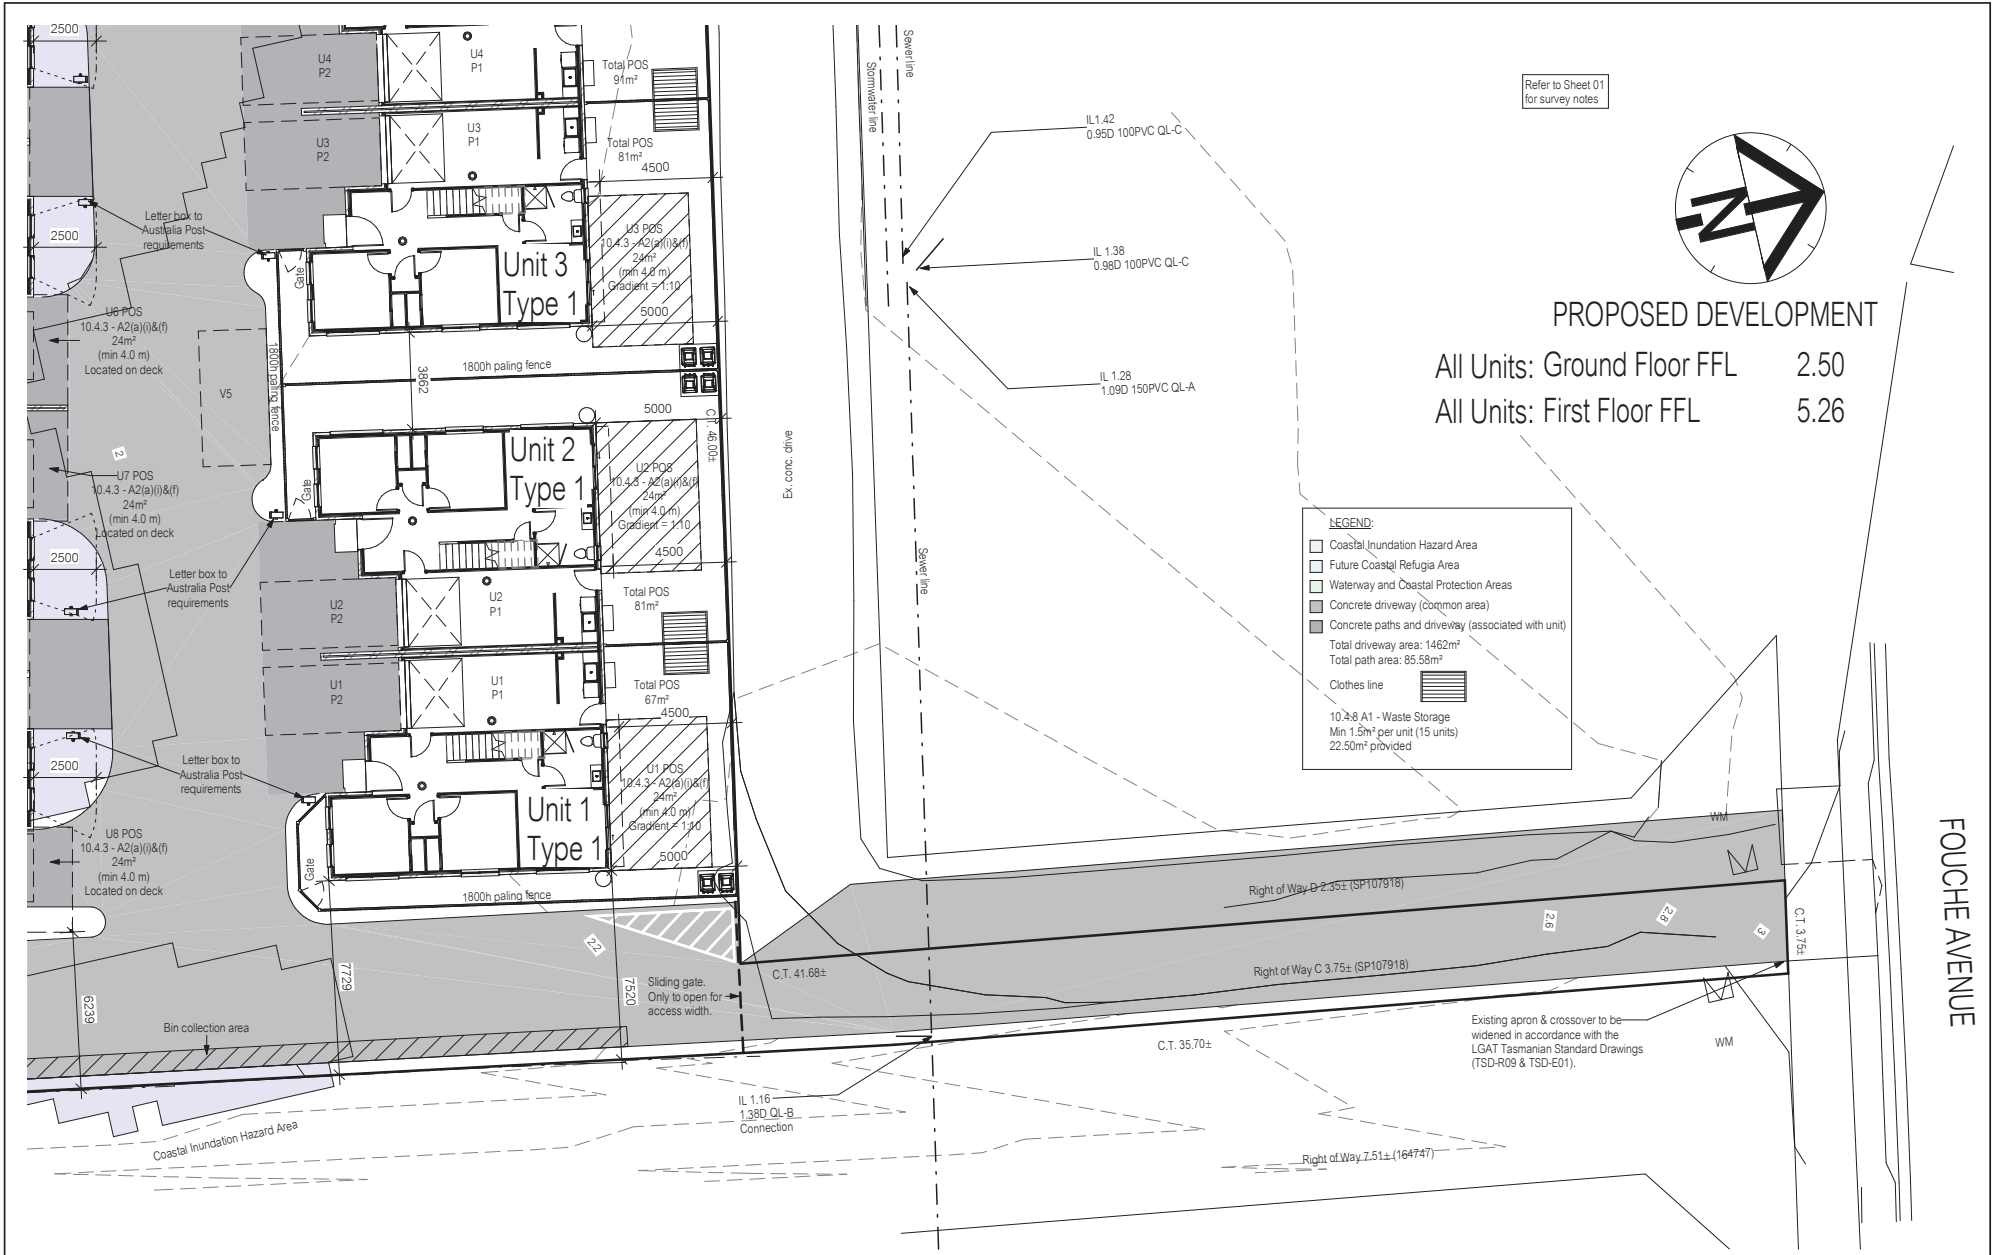 2500
U4
P2
U4
P1
Total POS
91m²
Sewer line
Stormwater line
Refer to Sheet 01
for survey notes
U3
P2
U3
P1
Total POS
81m²
4500
IL1.42
0.95D 100PVC QL-C
N
Letter box to
Australia Post
requirements
2500
Gate
Unit 3
Type 1
U3 POS
10.4.3 - A2(a)(i)&(f)
24m²
(min 4.0 m)
Gradient = 1:10
5000
IL 1.38
0.98D 100PVC QL-C
PROPOSED DEVELOPMENT
All Units: Ground Floor FFL 2.50
All Units: First Floor FFL 5.26
U6 POS
10.4.3 - A2(a)(i)&(f)
24m²
(min 4.0 m)
Located on deck
V5
1800h paling fence
1800h paling fence
3862
IL 1.28
1.09D 150PVC QL-A
5000
C.T. 46.00±
Ex. conc. drive
2
U7 POS
10.4.3 - A2(a)(i)&(f)
24m²
(min 4.0 m)
Located on deck
Gate
Unit 2
Type 1
U2 POS
10.4.3 - A2(a)(i)&(f)
24m²
(min 4.0 m)
Gradient = 1:10
4500
2500
Letter box to
Australia Post
requirements
U2
P2
U2
P1
Total POS
81m²
Sewer line
LEGEND:
Coastal Inundation Hazard Area
Future Coastal Refugia Area
Waterway and Coastal Protection Areas
Concrete driveway (common area)
Concrete paths and driveway (associated with unit)
Total driveway area: 1462m²
Total path area: 85.58m²
Clothes line
10.4.8 A1 - Waste Storage
Min 1.5m² per unit (15 units)
22.50m² provided
U1
P2
U1
P1
Total POS
67m²
4500
2500
Letter box to
Australia Post
requirements
U1 POS
10.4.3 - A2(a)(i)&(f)
24m²
(min 4.0 m)
Gradient = 1:10
5000
Unit 1
Type 1
Gate
U8 POS
10.4.3 - A2(a)(i)&(f)
24m²
(min 4.0 m)
Located on deck
1800h paling fence
WM
FOUCHE AVENUE
Right of Way D 2.35± (SP107918)
2.6
2.8
3
C.T. 3.75±
2.2
C.T. 41.68±
Right of Way C 3.75± (SP107918)
7729
7520
6239
Sliding gate.
Only to open for
access width.
Bin collection area
Existing apron & crossover to be
widened in accordance with the
LGAT Tasmanian Standard Drawings
(TSD-R09 & TSD-E01).
WM
C.T. 35.70±
IL 1.16
1.38D QL-B
Connection
Coastal Inundation Hazard Area
Right of Way 7.51± (164747)